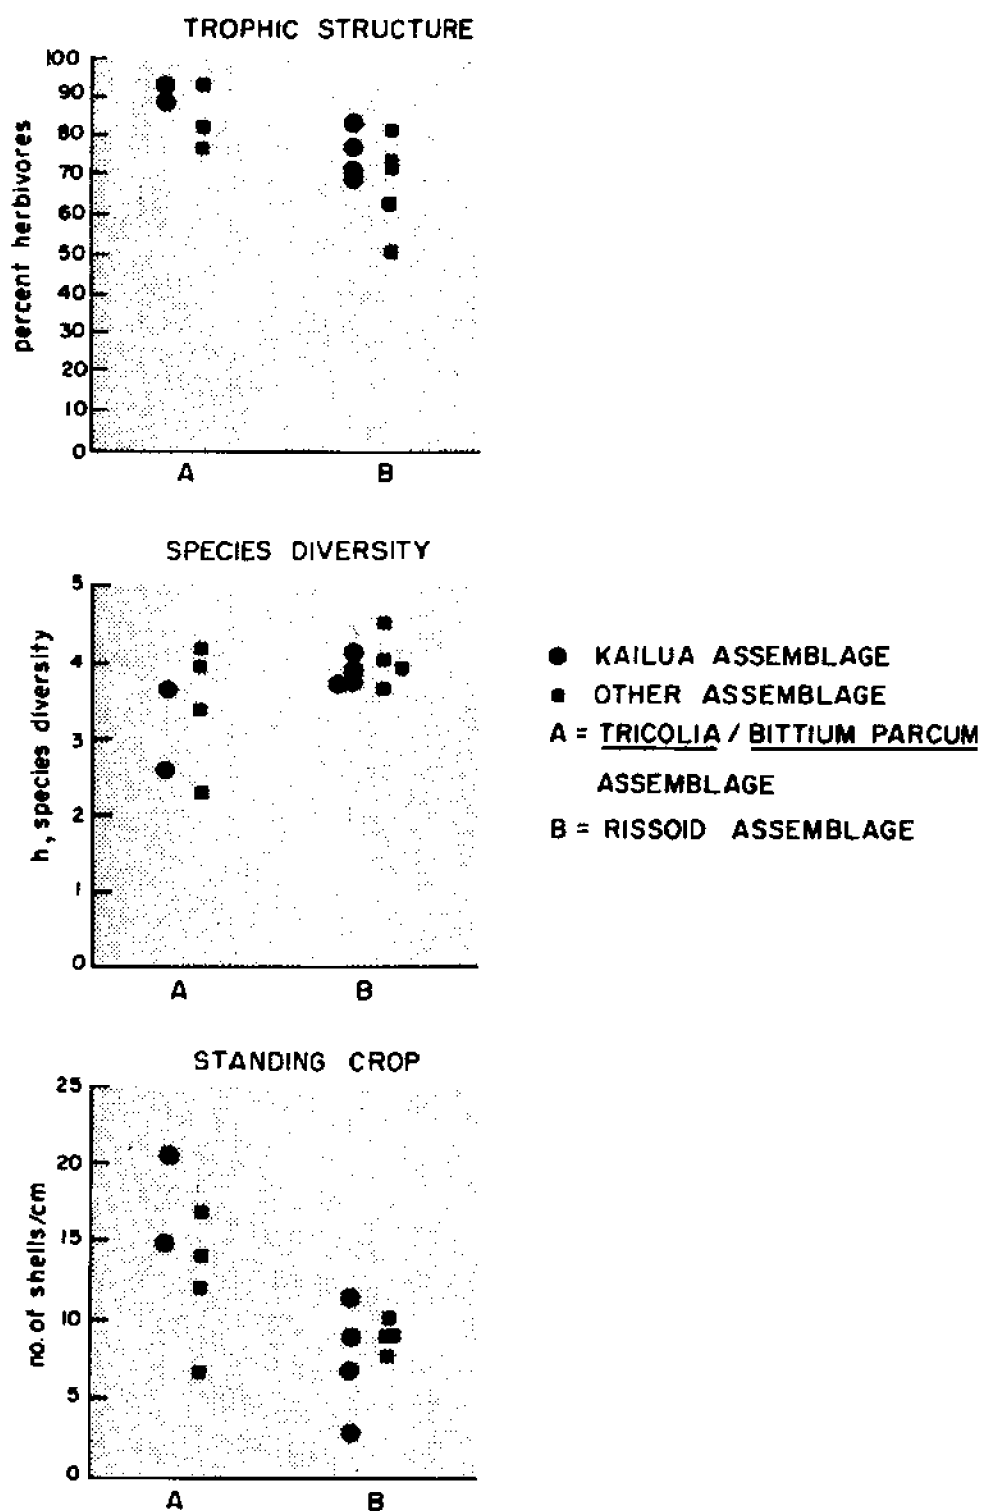 TROPHIC STRUCTURE
100
90
80
70
60
50
40
30
20
10
0
percent herbivores
A B
SPECIES DIVERSITY
5
4
3
2
1
0
h, species diversity
A B
● KAILUA ASSEMBLAGE
■ OTHER ASSEMBLAGE
A = TRICOLIA / BITTIUM PARCUM
ASSEMBLAGE
B = RISSOID ASSEMBLAGE
STANDING CROP
25
20
15
10
5
0
no. of shells/cm
A B